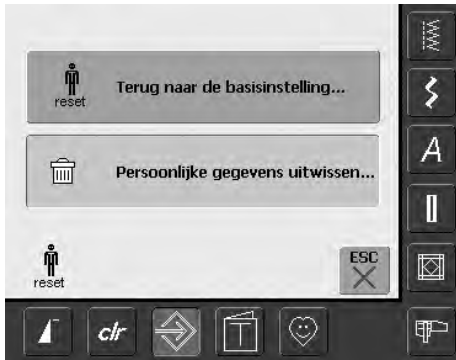 reset
Terug naar de basisinstelling...
Persoonlijke gegevens uitwissen...
reset
ESC
A
clr
T